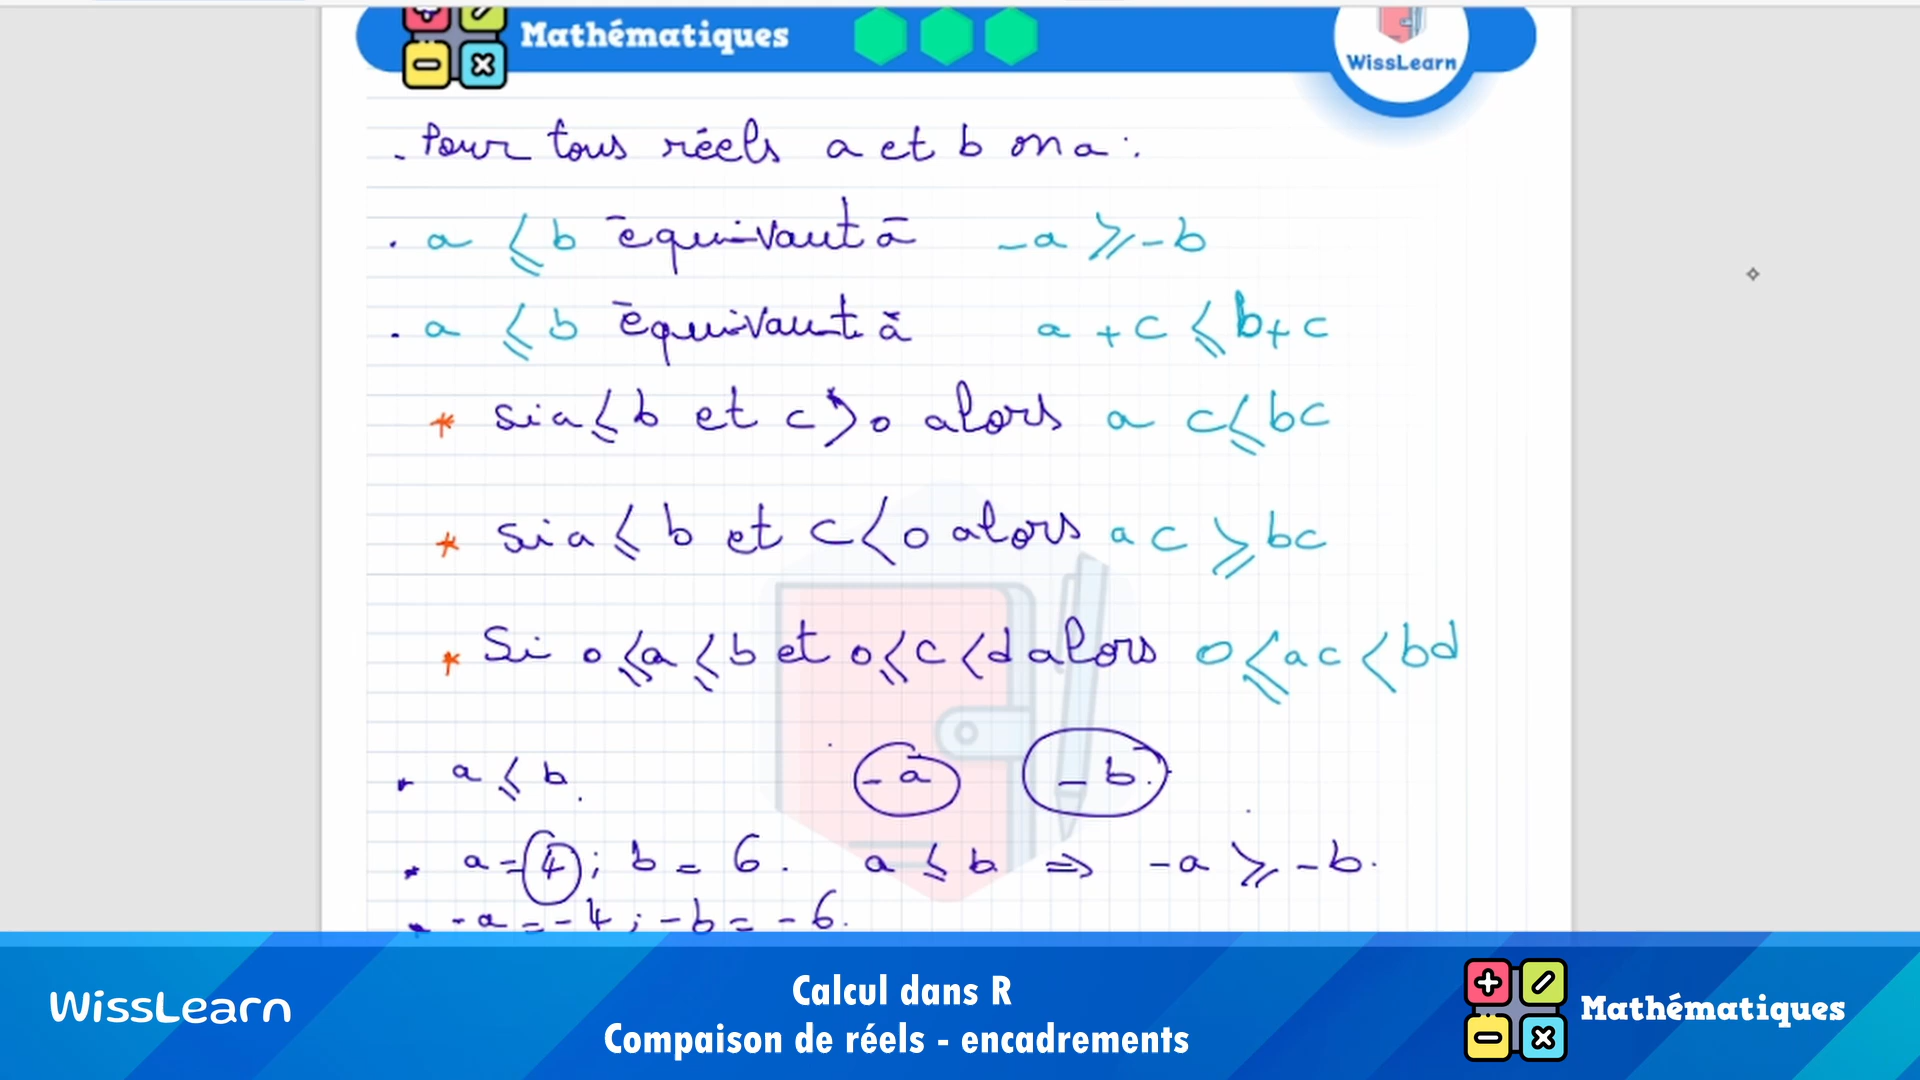 Mathématiques
WissLearn
. Pour tous réels a et b on a :
. a ⩽ b équivaut à -a ⩾ -b
. a ⩽ b équivaut à a + c ⩽ b + c
* si a ⩽ b et c > 0 alors a c ⩽ bc
* si a ⩽ b et c < 0 alors a c ⩾ bc
* Si 0 ⩽ a ⩽ b et 0 ⩽ c < d alors 0 ⩽ ac < bd
. a ⩽ b. -a -b.
. a = 4 ; b = 6. a ⩽ b ⇒ -a ⩾ -b.
. -a = -4 ; -b = -6.
WissLearn
Calcul dans R
Compaison de réels - encadrements
Mathématiques